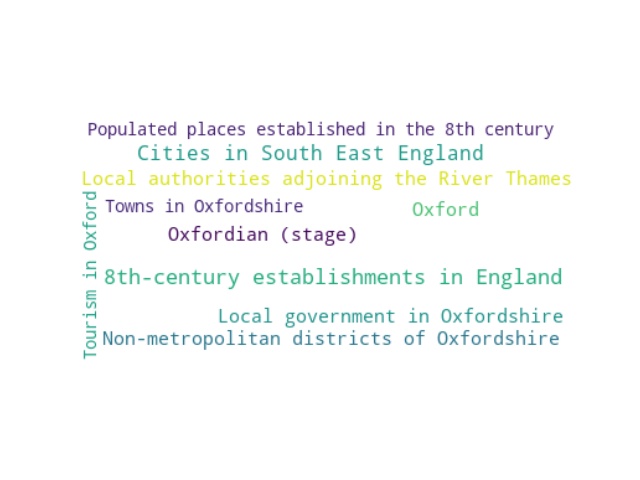 Populated places established in the 8th century
Cities in South East England
Local authorities adjoining the River Thames
Towns in Oxfordshire
Oxford
Oxfordian (stage)
Tourism in Oxford
8th-century establishments in England
Local government in Oxfordshire
Non-metropolitan districts of Oxfordshire